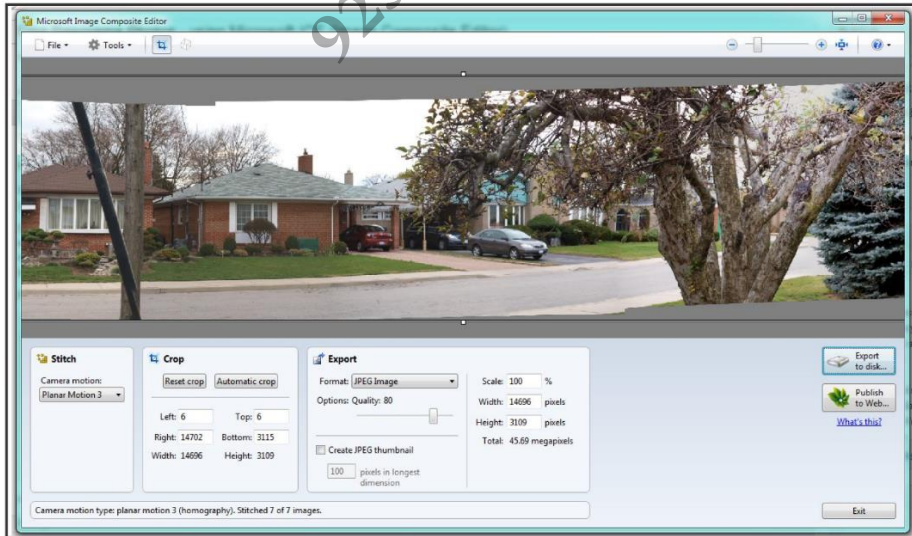 925
Microsoft Image Composite Editor
File Tools
Stitch
Camera motion:
Planar Motion 3
Crop
Reset crop Automatic crop
Left: 6 Top: 6
Right: 14702 Bottom: 3115
Width: 14696 Height: 3109
Export
Format: JPEG Image
Options: Quality: 80
Create JPEG thumbnail
100 pixels in longest
dimension
Scale: 100 %
Width: 14696 pixels
Height: 3109 pixels
Total: 45.69 megapixels
Export
to disk...
Publish
to Web...
What's this?
Camera motion type: planar motion 3 (homography). Stitched 7 of 7 images.
Exit